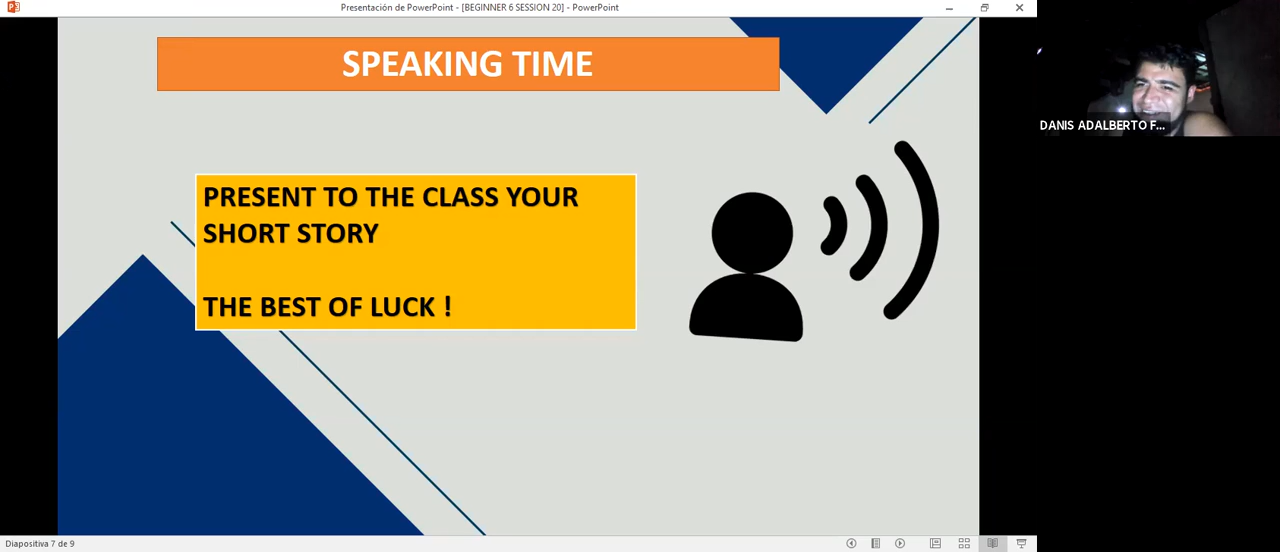 Presentación de PowerPoint - [BEGINNER 6 SESSION 20] - PowerPoint
SPEAKING TIME
PRESENT TO THE CLASS YOUR
SHORT STORY
THE BEST OF LUCK !
DANIS ADALBERTO F...
Diapositiva 7 de 9